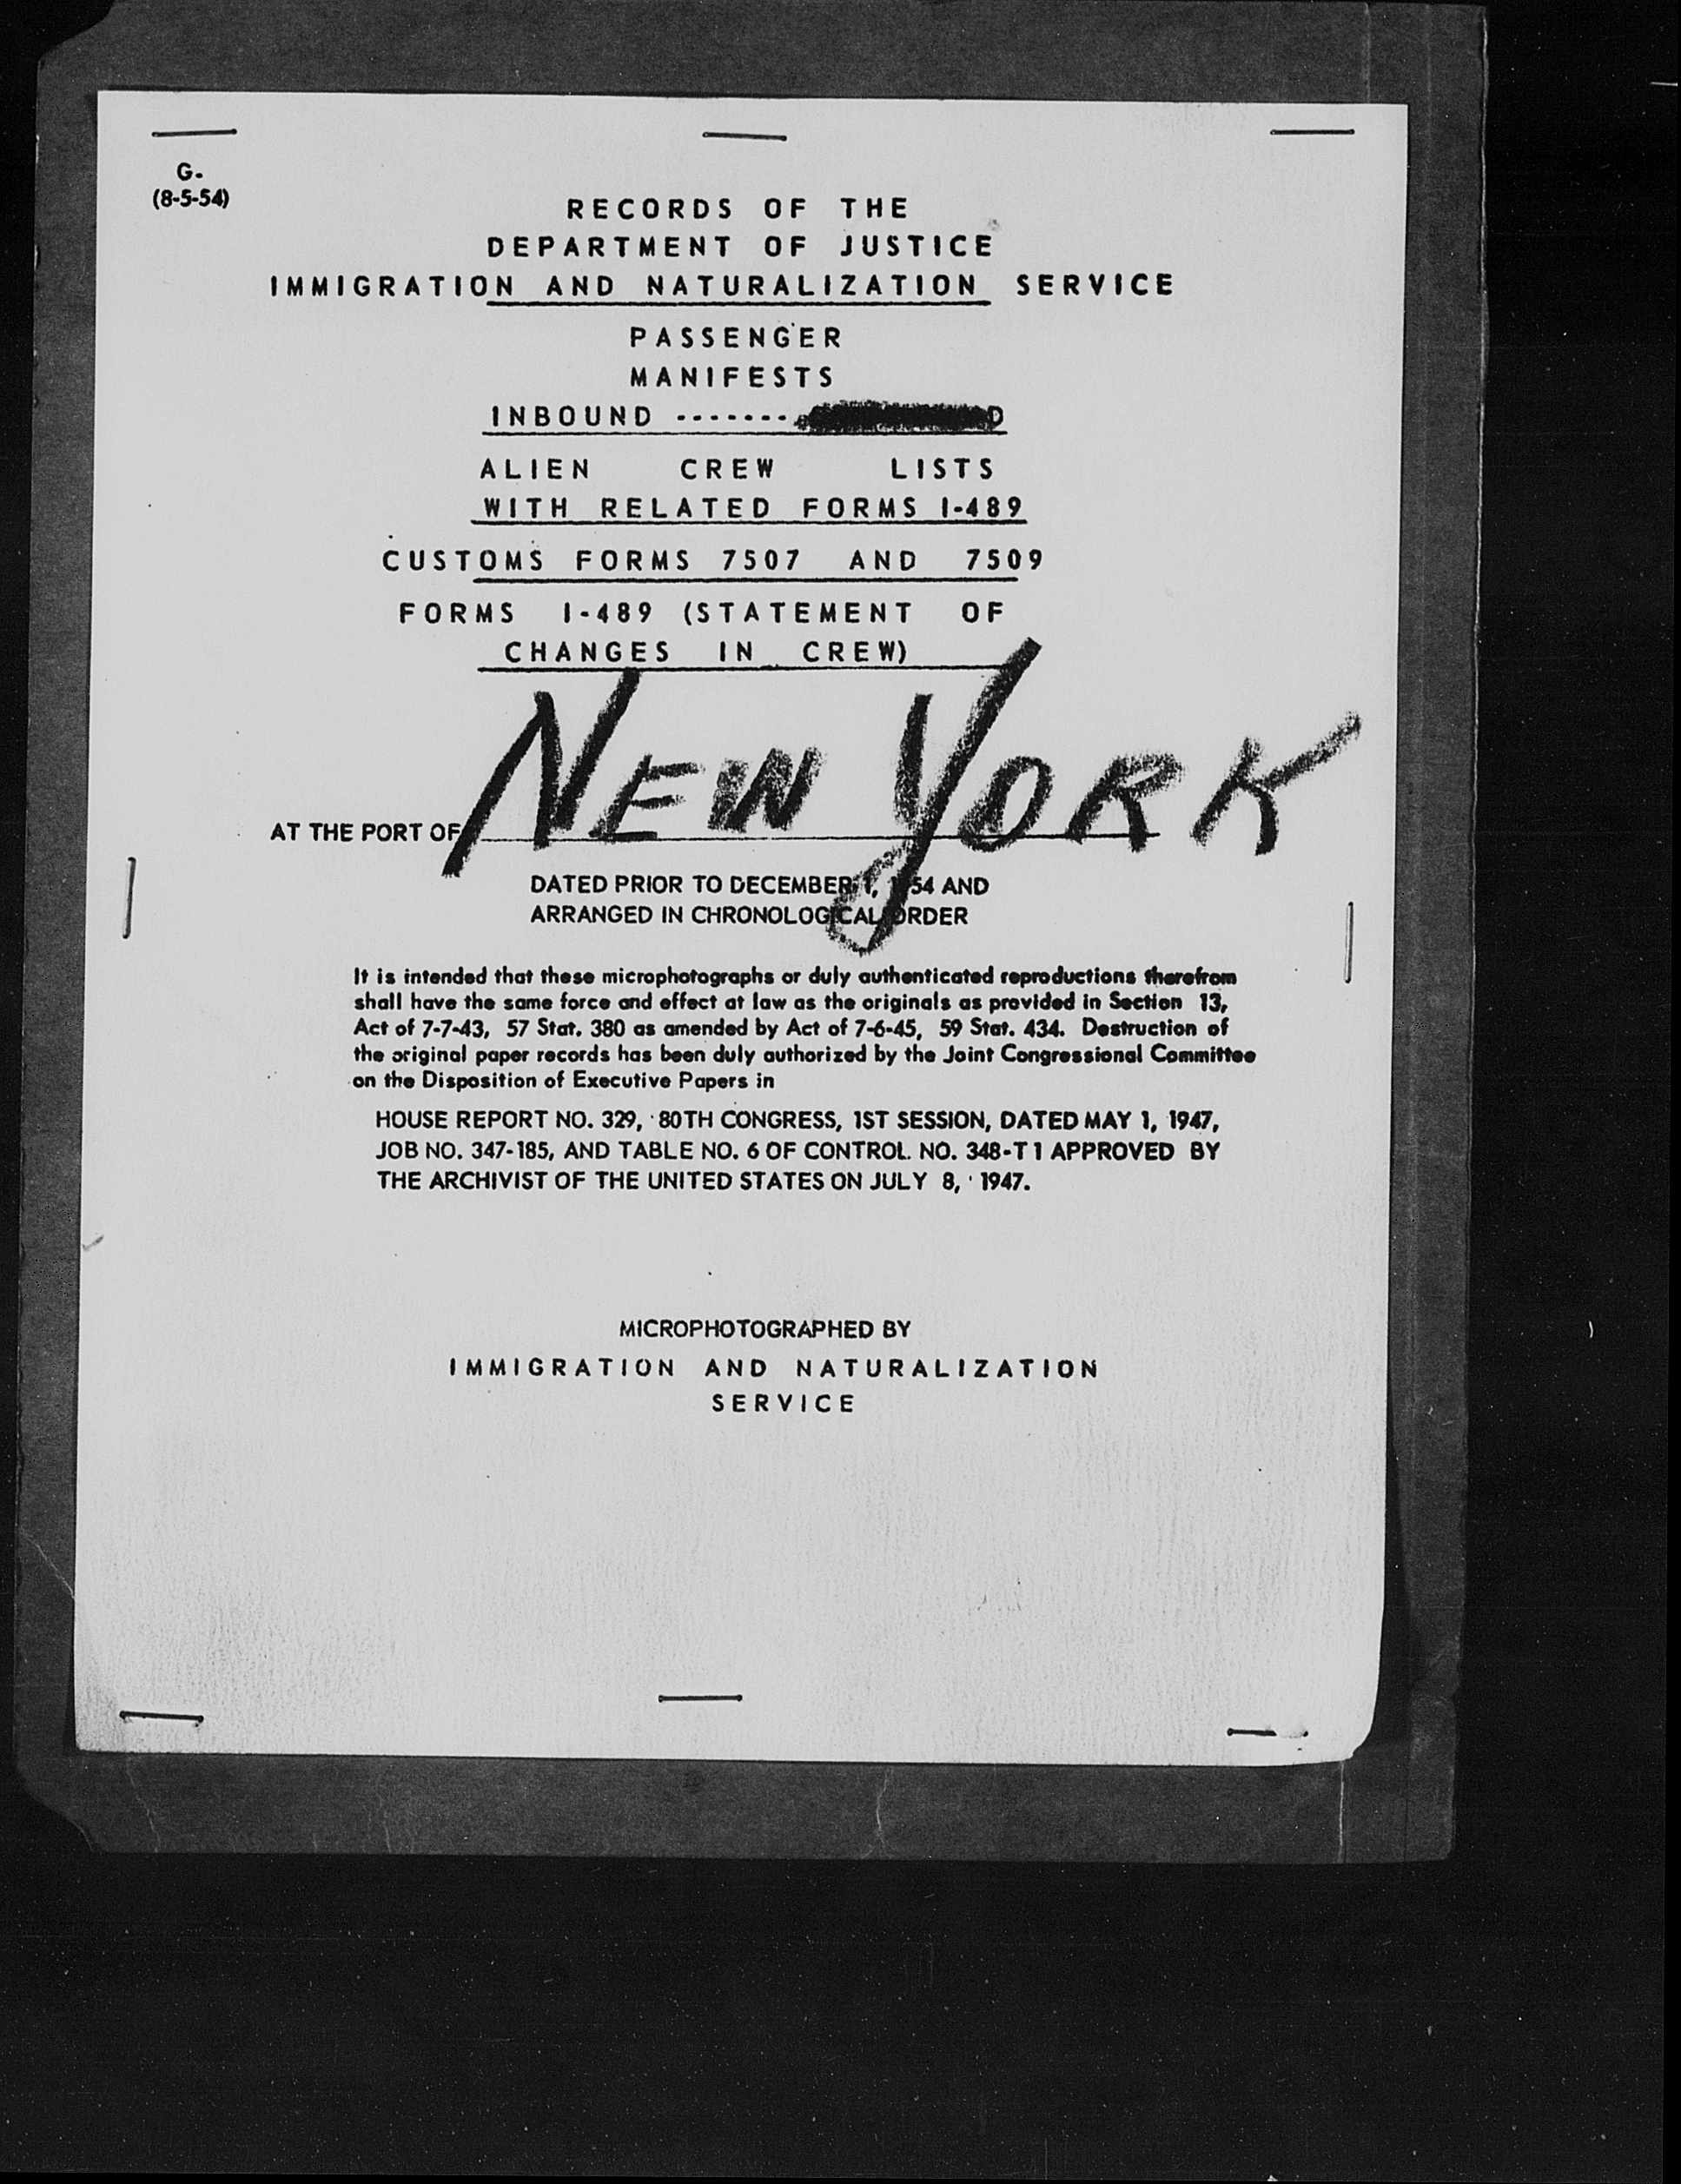 G-
(8-5-54)
RECORDS OF THE
DEPARTMENT OF JUSTICE
IMMIGRATION AND NATURALIZATION SERVICE
PASSENGER
MANIFESTS
INBOUND -------
ALIEN CREW LISTS
WITH RELATED FORMS I-489
CUSTOMS FORMS 7507 AND 7509
FORMS I-489 (STATEMENT OF
CHANGES IN CREW)
AT THE PORT OF NEW YORK
DATED PRIOR TO DECEMBER 1, 1954 AND
ARRANGED IN CHRONOLOGICAL ORDER
It is intended that these microphotographs or duly authenticated reproductions therefrom
shall have the same force and effect at law as the originals as provided in Section 13,
Act of 7-7-43, 57 Stat. 380 as amended by Act of 7-6-45, 59 Stat. 434. Destruction of
the original paper records has been duly authorized by the Joint Congressional Committee
on the Disposition of Executive Papers in
HOUSE REPORT NO. 329, 80TH CONGRESS, 1ST SESSION, DATED MAY 1, 1947,
JOB NO. 347-185, AND TABLE NO. 6 OF CONTROL NO. 348-T1 APPROVED BY
THE ARCHIVIST OF THE UNITED STATES ON JULY 8, 1947.
MICROPHOTOGRAPHED BY
IMMIGRATION AND NATURALIZATION
SERVICE